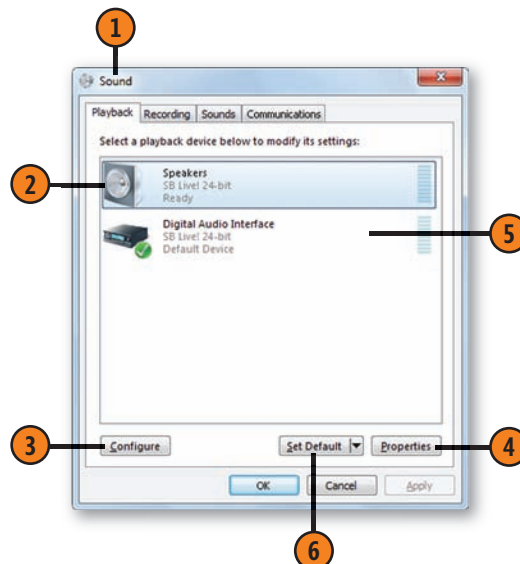 1
Sound
Playback Recording Sounds Communications
Select a playback device below to modify its settings:
2
Speakers
SB Live! 24-bit
Ready
Digital Audio Interface
SB Live! 24-bit
Default Device
5
3
Configure Set Default Properties
4
OK Cancel Apply
6